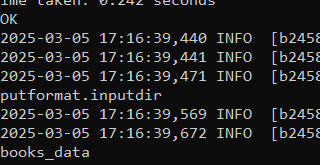 ime taken: 0.242 seconds
OK
2025-03-05 17:16:39,440 INFO [b2458
2025-03-05 17:16:39,441 INFO [b2458
2025-03-05 17:16:39,471 INFO [b2458
putformat.inputdir
2025-03-05 17:16:39,569 INFO [b2458
2025-03-05 17:16:39,672 INFO [b2458
books_data